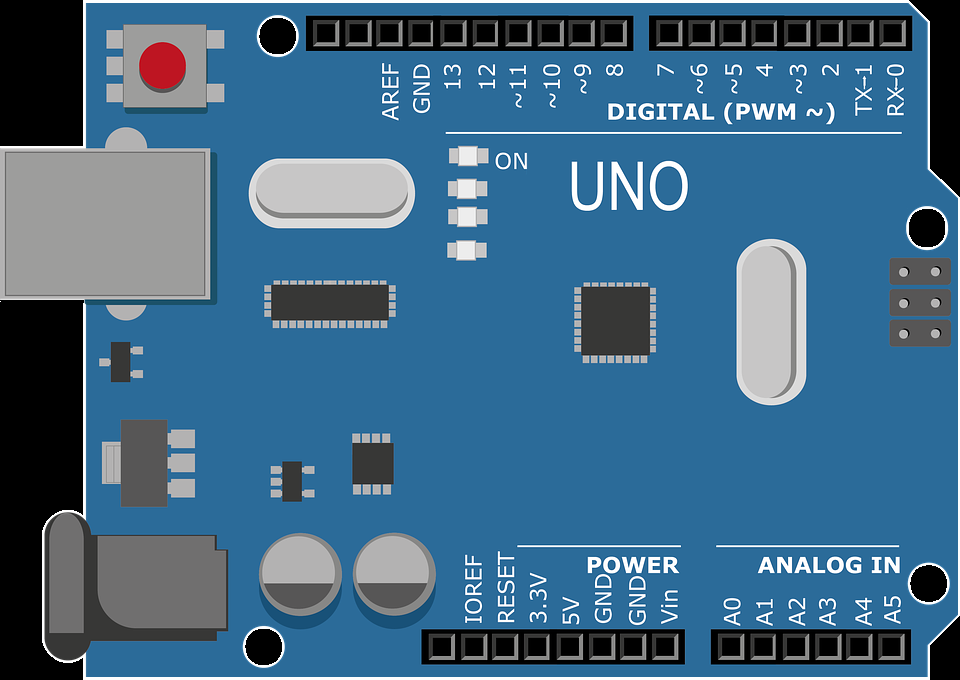 AREF
GND
13
12
~11
~10
~9
8
7
~6
~5
4
~3
2
TX-1
RX-0
DIGITAL (PWM ~)
ON
UNO
POWER
ANALOG IN
IOREF
RESET
3.3V
5V
GND
GND
Vin
A0
A1
A2
A3
A4
A5